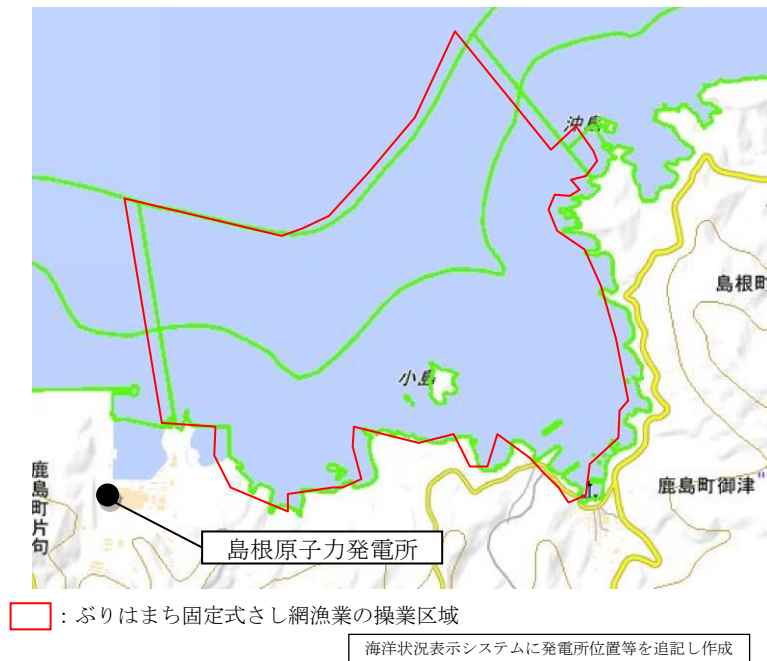 沖島
島根町
小島
鹿島町片句
鹿島町御津
島根原子力発電所
：ぶりはまち固定式さし網漁業の操業区域
海洋状況表示システムに発電所位置等を追記し作成